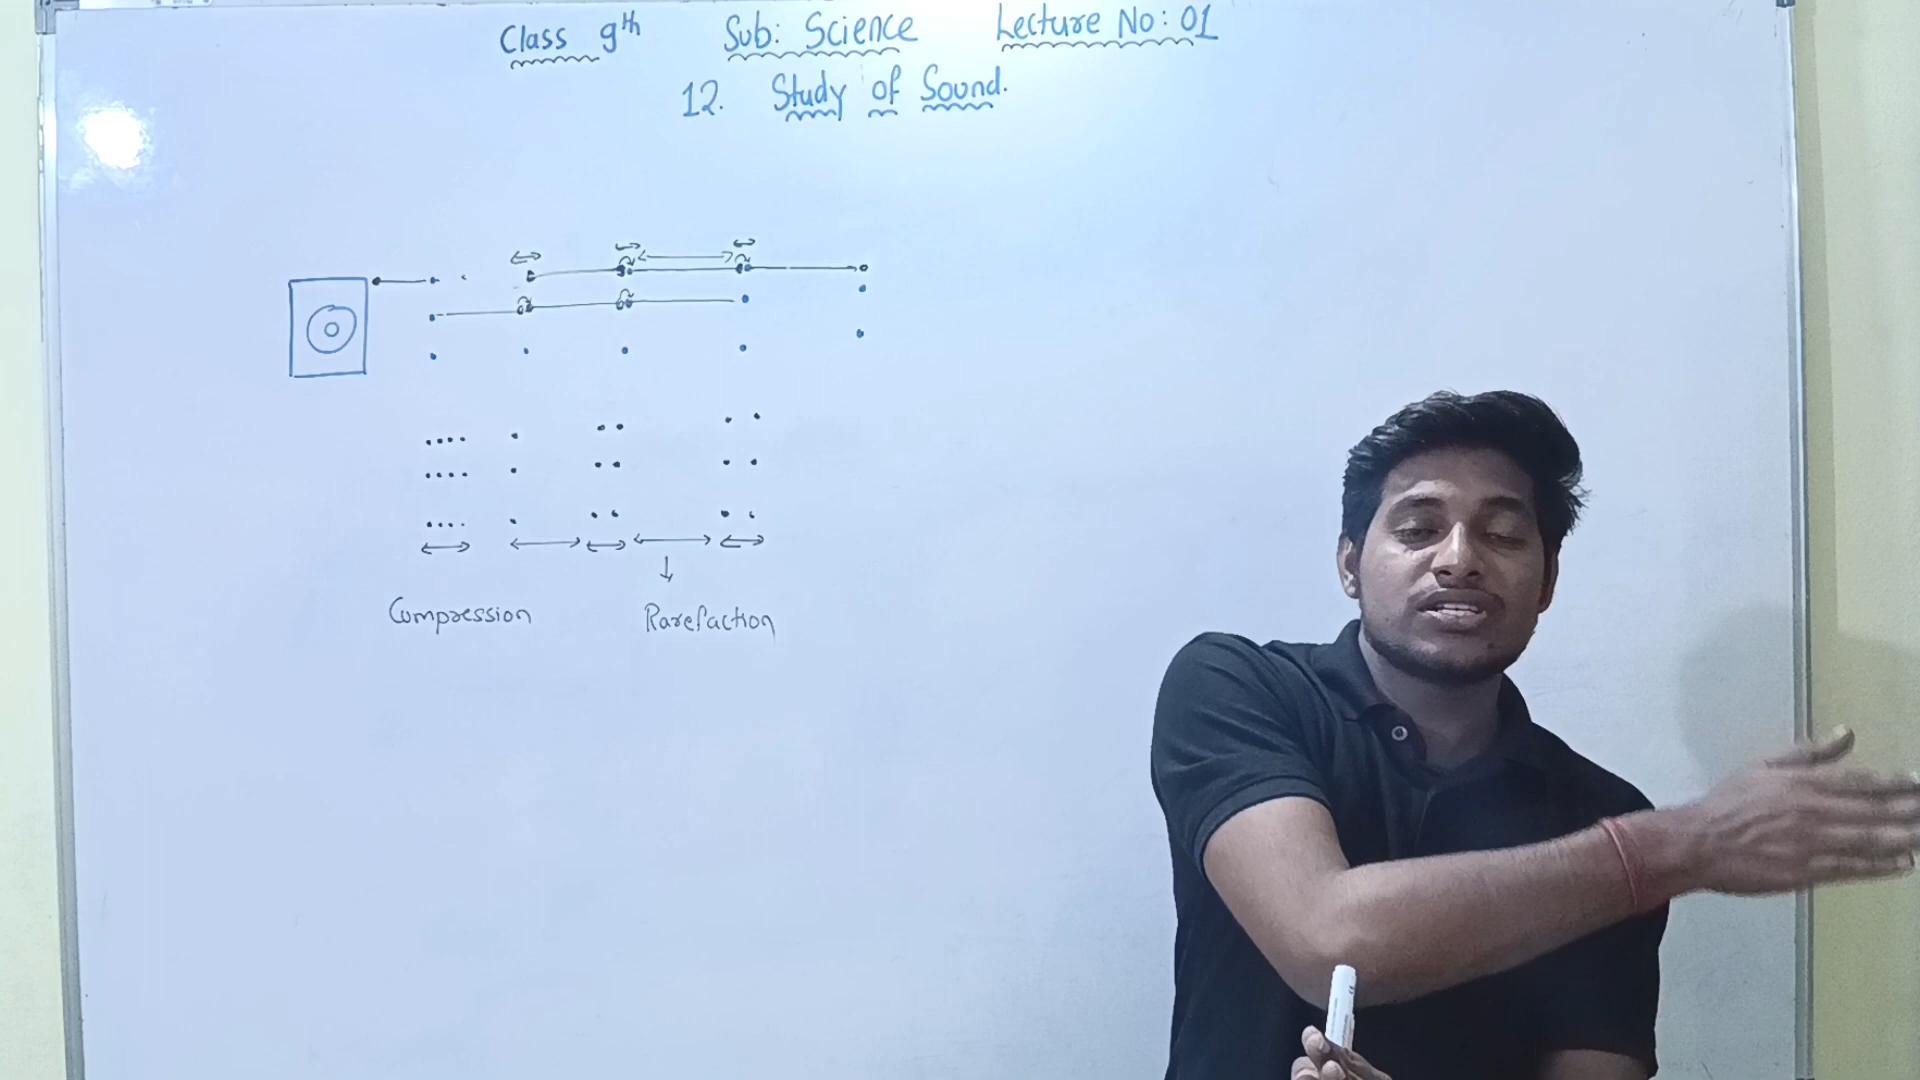 Class 9th Sub: Science Lecture No: 01
12. Study of Sound.
Compression Rarefaction